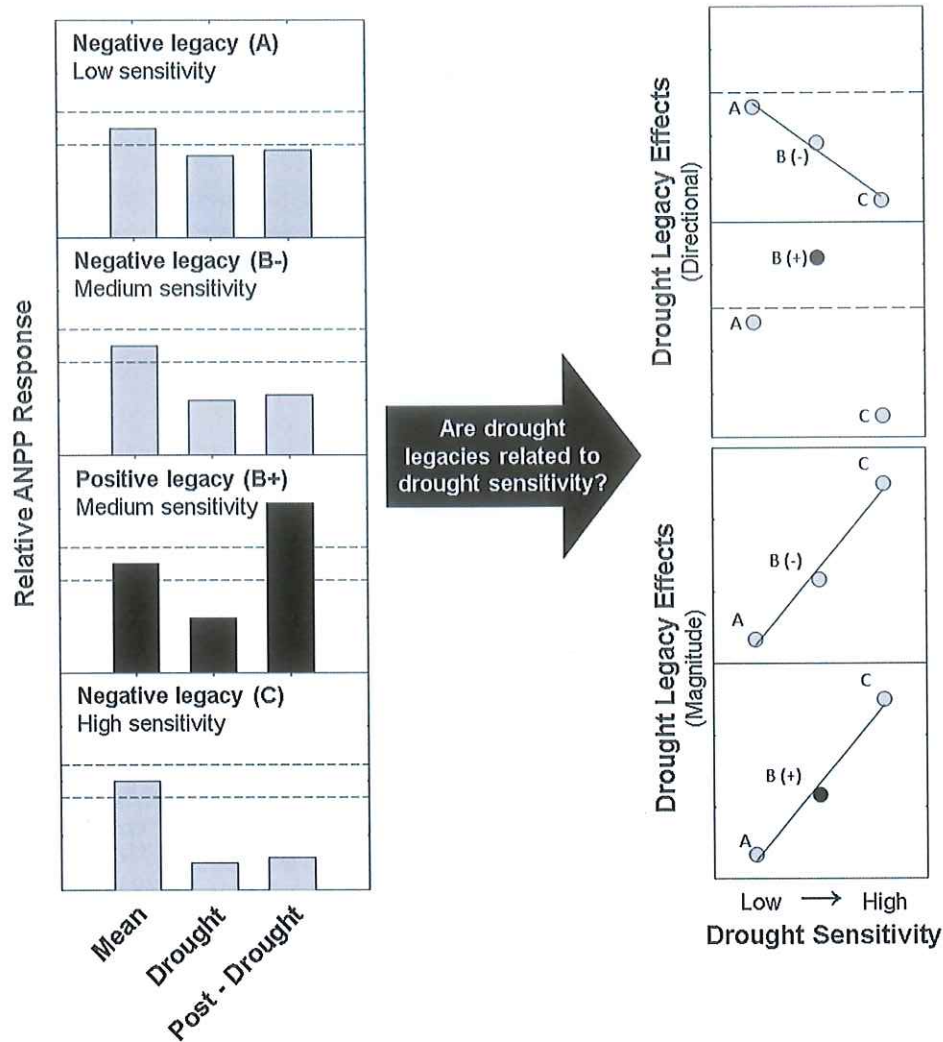 Relative ANPP Response
Negative legacy (A)
Low sensitivity
Negative legacy (B-)
Medium sensitivity
Positive legacy (B+)
Medium sensitivity
Negative legacy (C)
High sensitivity
Mean
Drought
Post - Drought
Are drought
legacies related to
drought sensitivity?
Drought Legacy Effects
(Directional)
A
B (-)
C
B (+)
A
C
Drought Legacy Effects
(Magnitude)
C
B (-)
A
C
B (+)
A
Low → High
Drought Sensitivity